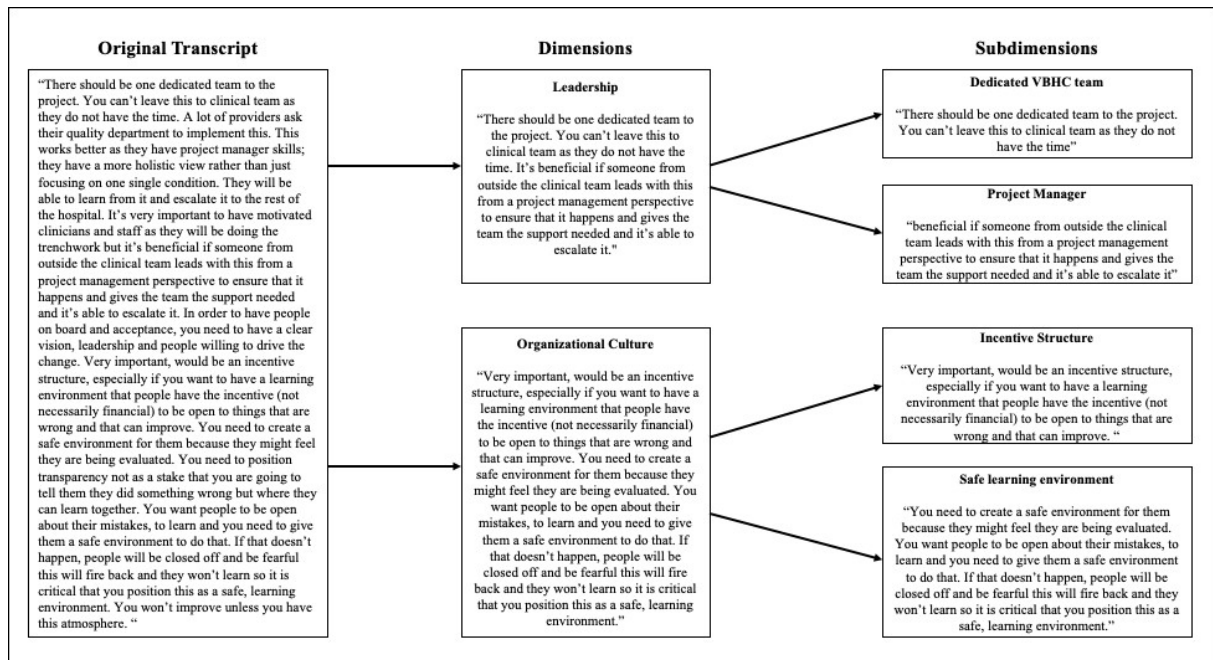 Original Transcript
“There should be one dedicated team to the
project. You can’t leave this to clinical team as
they do not have the time. A lot of providers ask
their quality department to implement this. This
works better as they have project manager skills;
they have a more holistic view rather than just
focusing on one single condition. They will be
able to learn from it and escalate it to the rest of
the hospital. It’s very important to have motivated
clinicians and staff as they will be doing the
trenchwork but it’s beneficial if someone from
outside the clinical team leads with this from a
project management perspective to ensure that it
happens and gives the team the support needed
and it’s able to escalate it. In order to have people
on board and acceptance, you need to have a clear
vision, leadership and people willing to drive the
change. Very important, would be an incentive
structure, especially if you want to have a learning
environment that people have the incentive (not
necessarily financial) to be open to things that are
wrong and that can improve. You need to create a
safe environment for them because they might feel
they are being evaluated. You need to position
transparency not as a stake that you are going to
tell them they did something wrong but where they
can learn together. You want people to be open
about their mistakes, to learn and you need to give
them a safe environment to do that. If that doesn’t
happen, people will be closed off and be fearful
this will fire back and they won’t learn so it is
critical that you position this as a safe, learning
environment. You won’t improve unless you have
this atmosphere. “
Dimensions
Leadership
“There should be one dedicated team to
the project. You can’t leave this to
clinical team as they do not have the
time. It’s beneficial if someone from
outside the clinical team leads with this
from a project management perspective
to ensure that it happens and gives the
team the support needed and it’s able to
escalate it."
Organizational Culture
“Very important, would be an incentive
structure, especially if you want to have a
learning environment that people have
the incentive (not necessarily financial)
to be open to things that are wrong and
that can improve. You need to create a
safe environment for them because they
might feel they are being evaluated. You
want people to be open about their
mistakes, to learn and you need to give
them a safe environment to do that. If
that doesn’t happen, people will be
closed off and be fearful this will fire
back and they won’t learn so it is critical
that you position this as a safe, learning
environment.”
Subdimensions
Dedicated VBHC team
“There should be one dedicated team to the project.
You can’t leave this to clinical team as they do not
have the time”
Project Manager
“beneficial if someone from outside the clinical
team leads with this from a project management
perspective to ensure that it happens and gives the
team the support needed and it’s able to escalate it”
Incentive Structure
“Very important, would be an incentive structure,
especially if you want to have a learning
environment that people have the incentive (not
necessarily financial) to be open to things that are
wrong and that can improve. “
Safe learning environment
“You need to create a safe environment for them
because they might feel they are being evaluated.
You want people to be open about their mistakes, to
learn and you need to give them a safe environment
to do that. If that doesn’t happen, people will be
closed off and be fearful this will fire back and they
won’t learn so it is critical that you position this as a
safe, learning environment.”